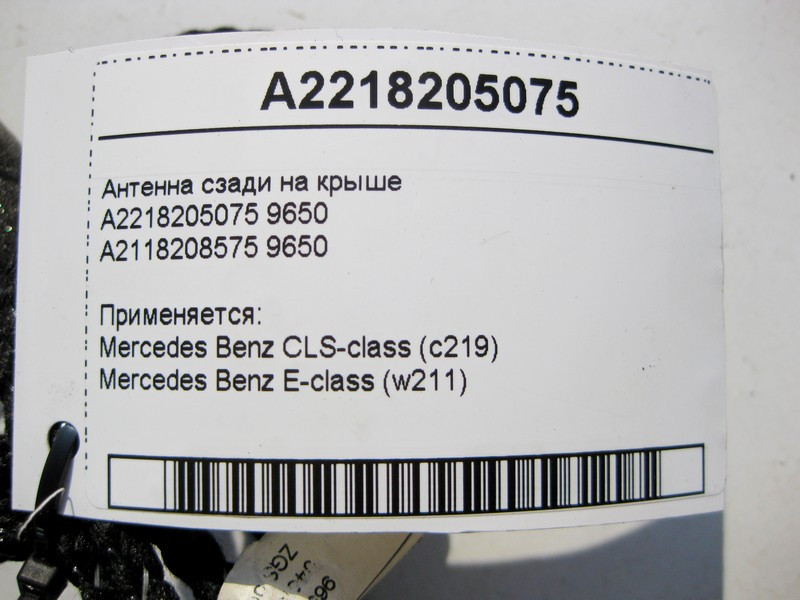 A2218205075
Антенна сзади на крыше
A2218205075 9650
A2118208575 9650
Применяется:
Mercedes Benz CLS-class (c219)
Mercedes Benz E-class (w211)